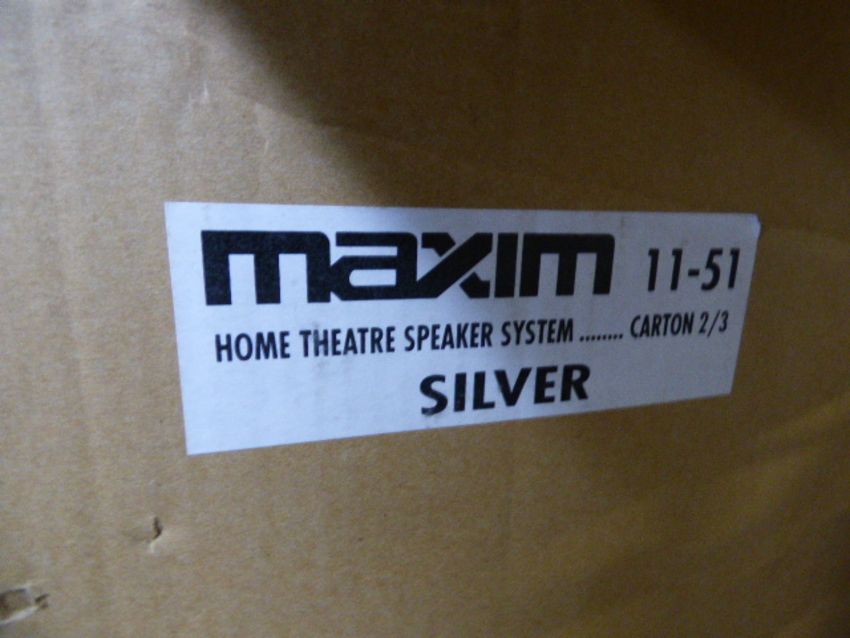 maxim 11-51
HOME THEATRE SPEAKER SYSTEM ........ CARTON 2/3
SILVER